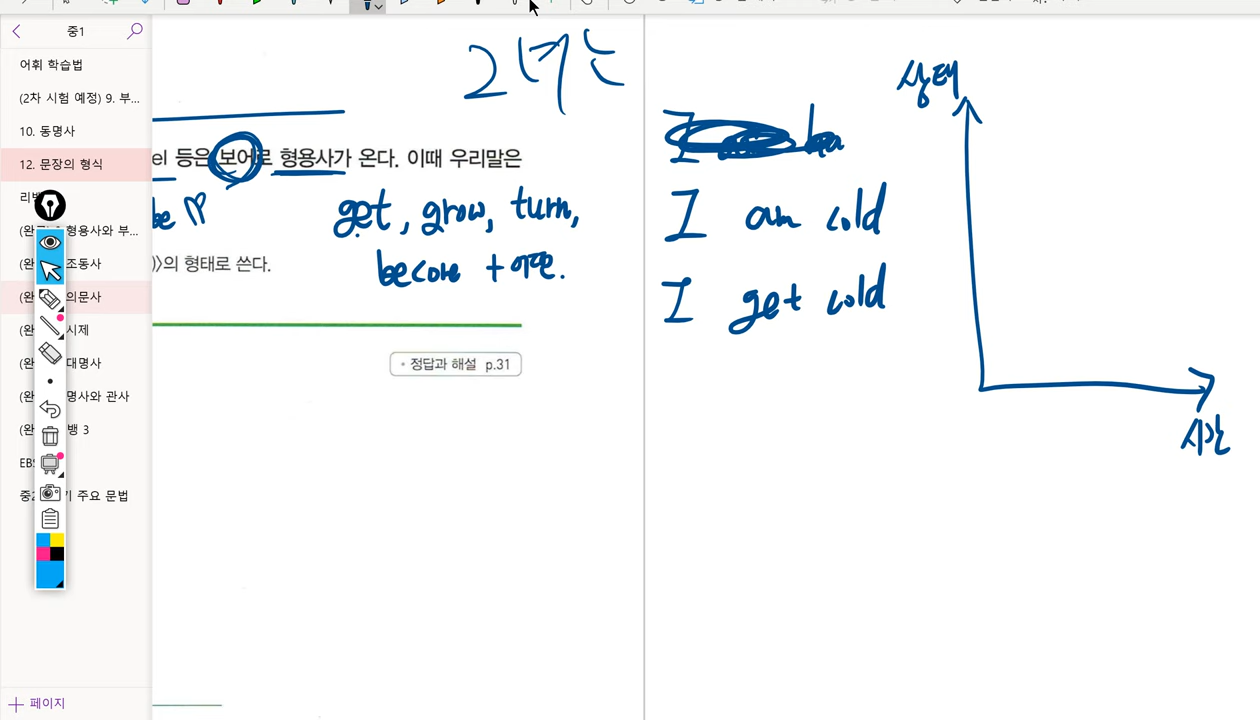 중1
어휘 학습법
(2차 시험 예정) 9. 부...
10. 동명사
12. 문장의 형식
리
(완 형용사와 부...
(완 조동사
(완 의문사
(완 시제
(완 대명사
(완 명사와 관사
(완 뱅 3
EBS
중2 기 주요 문법
페이지
el 등은 보어로 형용사가 온다. 이때 우리말은
be
get, grow, turn,
become +
)의 형태로 쓴다.
정답과 해설 p.31
I am cold
I get cold
상태
시간